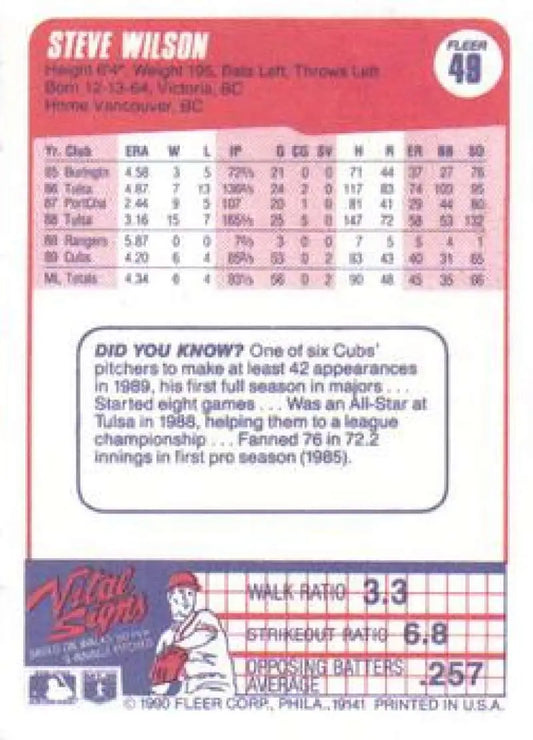 STEVE WILSON
FLEER
49
Height 6'4", Weight 195, Bats Left, Throws Left
Born 12-13-64, Victoria, BC
Home Vancouver, BC
Yr. Club ERA W L IP G CG SV H R ER BB SO
85 Burlngtn 4.58 3 5 72⅔ 21 0 0 71 44 37 27 76
86 Tulsa 4.87 7 13 136⅔ 24 2 0 117 83 74 103 95
87 PortCha 2.44 9 5 107 20 1 0 81 41 29 44 80
88 Tulsa 3.16 15 7 165⅓ 25 5 0 147 72 58 53 132
88 Rangers 5.87 0 0 7⅔ 3 0 0 7 5 5 4 1
89 Cubs 4.20 6 4 85⅔ 53 0 2 83 43 40 31 65
ML Totals 4.34 6 4 93⅓ 56 0 2 90 48 45 35 66
DID YOU KNOW? One of six Cubs'
pitchers to make at least 42 appearances
in 1989, his first full season in majors . . .
Started eight games . . . Was an All-Star at
Tulsa in 1988, helping them to a league
championship . . . Fanned 76 in 72.2
innings in first pro season (1985).
Vital
Signs
BASED ON WALKS, SO PER
9 INNINGS PITCHED
WALK RATIO 3.3
STRIKEOUT RATIO 6.8
OPPOSING BATTERS
AVERAGE .257
© 1990 FLEER CORP., PHILA., 19141 PRINTED IN U.S.A.